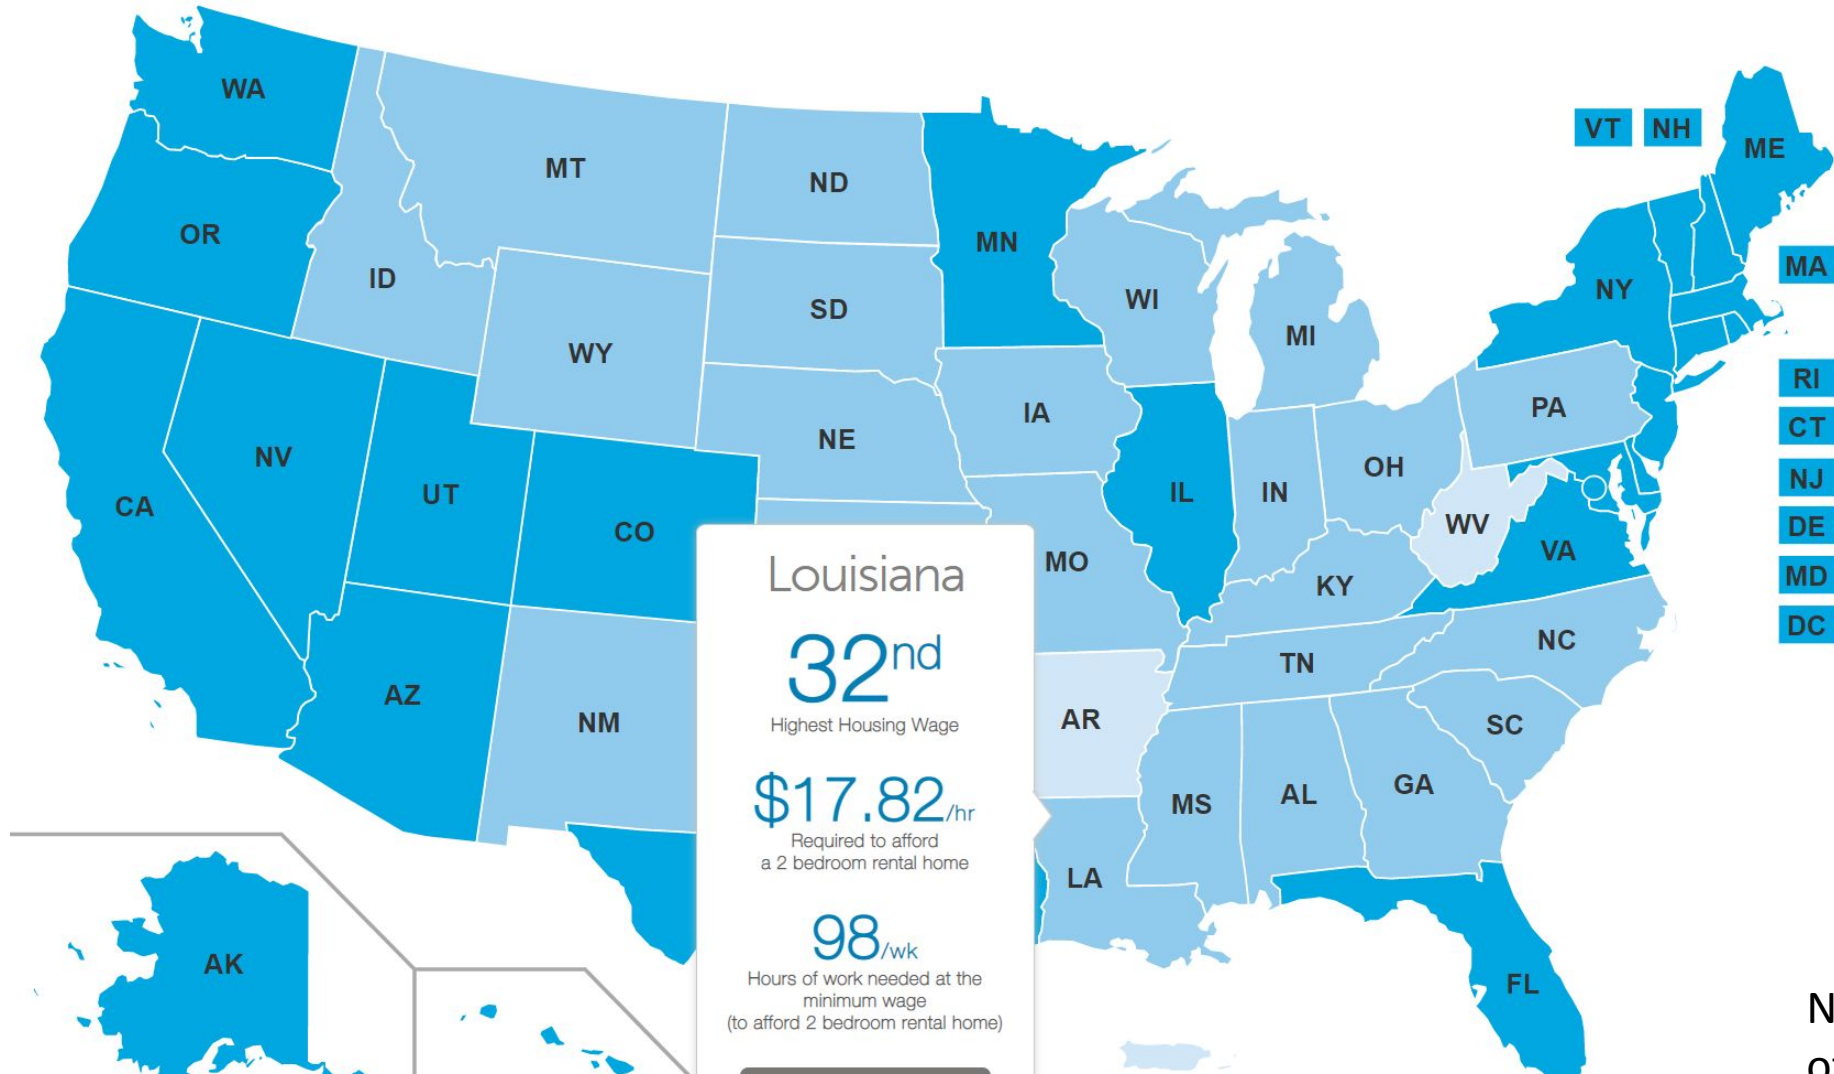 WA
VT NH
ME
MT
ND
OR
MN
MA
ID
NY
WI
SD
MI
WY
RI
IA
PA
CT
NE
NV
OH
NJ
UT
IL
IN
CA
WV
DE
CO
VA
MO
MD
KY
DC
NC
TN
AZ
NM
AR
SC
GA
AL
MS
LA
AK
FL
Louisiana
32nd
Highest Housing Wage
$17.82/hr
Required to afford
a 2 bedroom rental home
98/wk
Hours of work needed at the
minimum wage
(to afford 2 bedroom rental home)